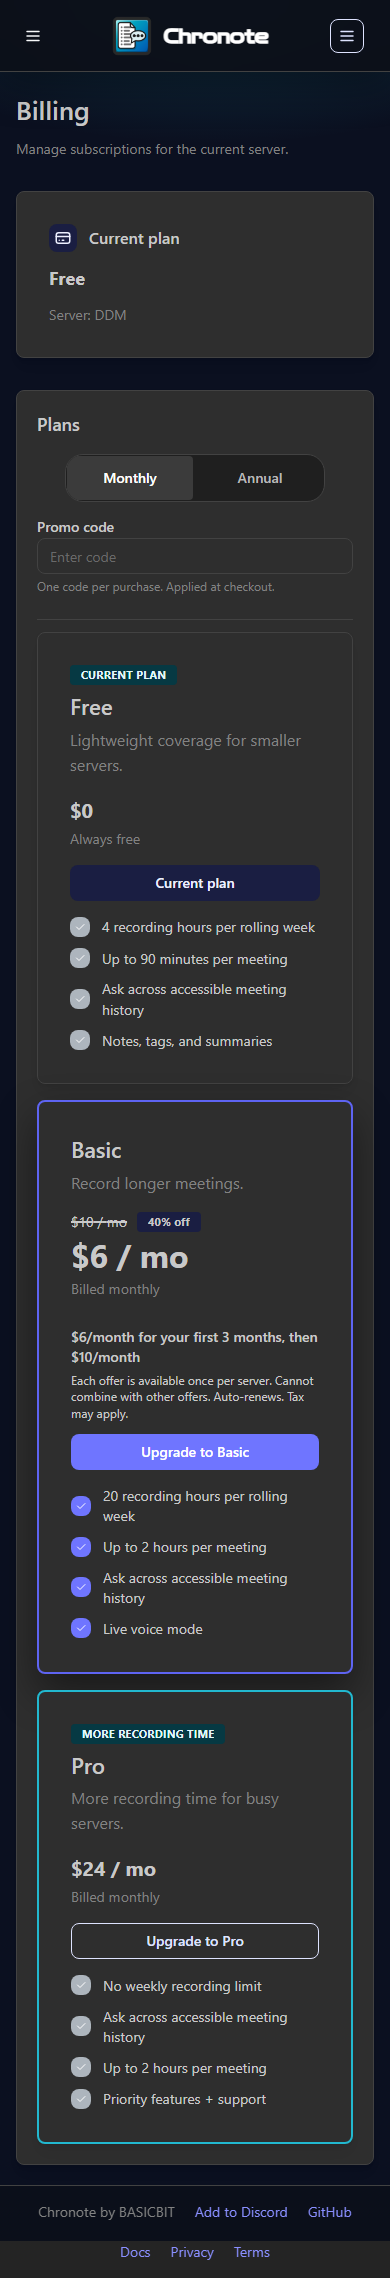 Chronote
Billing
Manage subscriptions for the current server.
Current plan
Free
Server: DDM
Plans
Monthly
Annual
Promo code
Enter code
One code per purchase. Applied at checkout.
CURRENT PLAN
Free
Lightweight coverage for smaller
servers.
$0
Always free
Current plan
4 recording hours per rolling week
Up to 90 minutes per meeting
Ask across accessible meeting
history
Notes, tags, and summaries
Basic
Record longer meetings.
$10 / mo 40% off
$6 / mo
Billed monthly
$6/month for your first 3 months, then
$10/month
Each offer is available once per server. Cannot
combine with other offers. Auto-renews. Tax
may apply.
Upgrade to Basic
20 recording hours per rolling
week
Up to 2 hours per meeting
Ask across accessible meeting
history
Live voice mode
MORE RECORDING TIME
Pro
More recording time for busy
servers.
$24 / mo
Billed monthly
Upgrade to Pro
No weekly recording limit
Ask across accessible meeting
history
Up to 2 hours per meeting
Priority features + support
Chronote by BASICBIT Add to Discord GitHub
Docs Privacy Terms